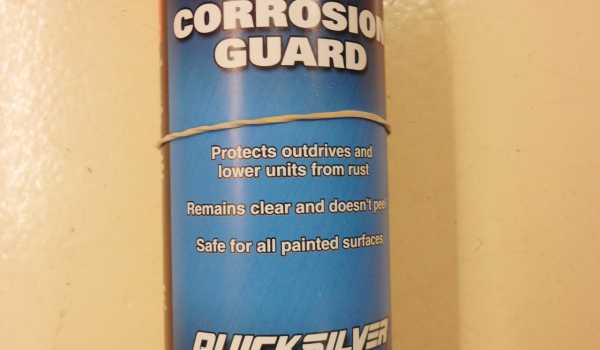 CORROSION
GUARD
Protects outdrives and
lower units from rust
Remains clear and doesn't peel
Safe for all painted surfaces
QUICKSILVER